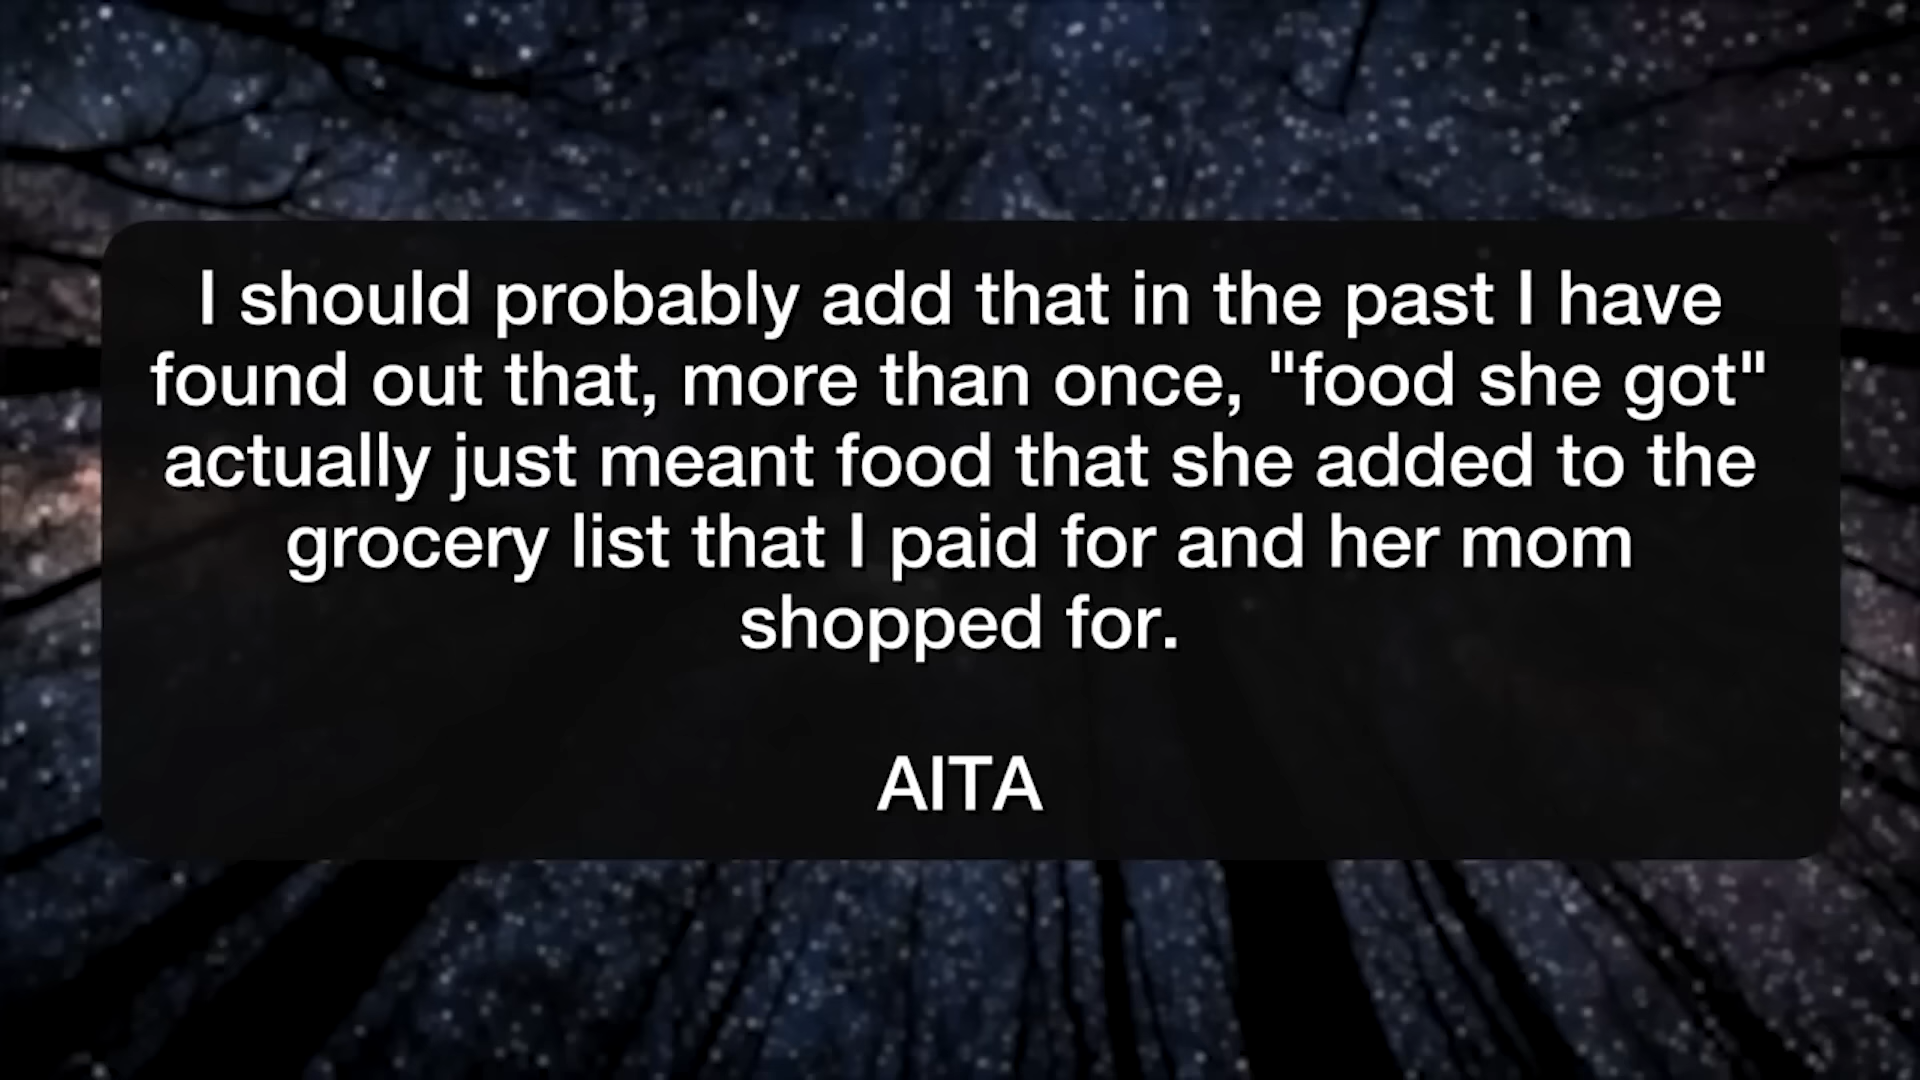 I should probably add that in the past I have
found out that, more than once, "food she got"
actually just meant food that she added to the
grocery list that I paid for and her mom
shopped for.
AITA